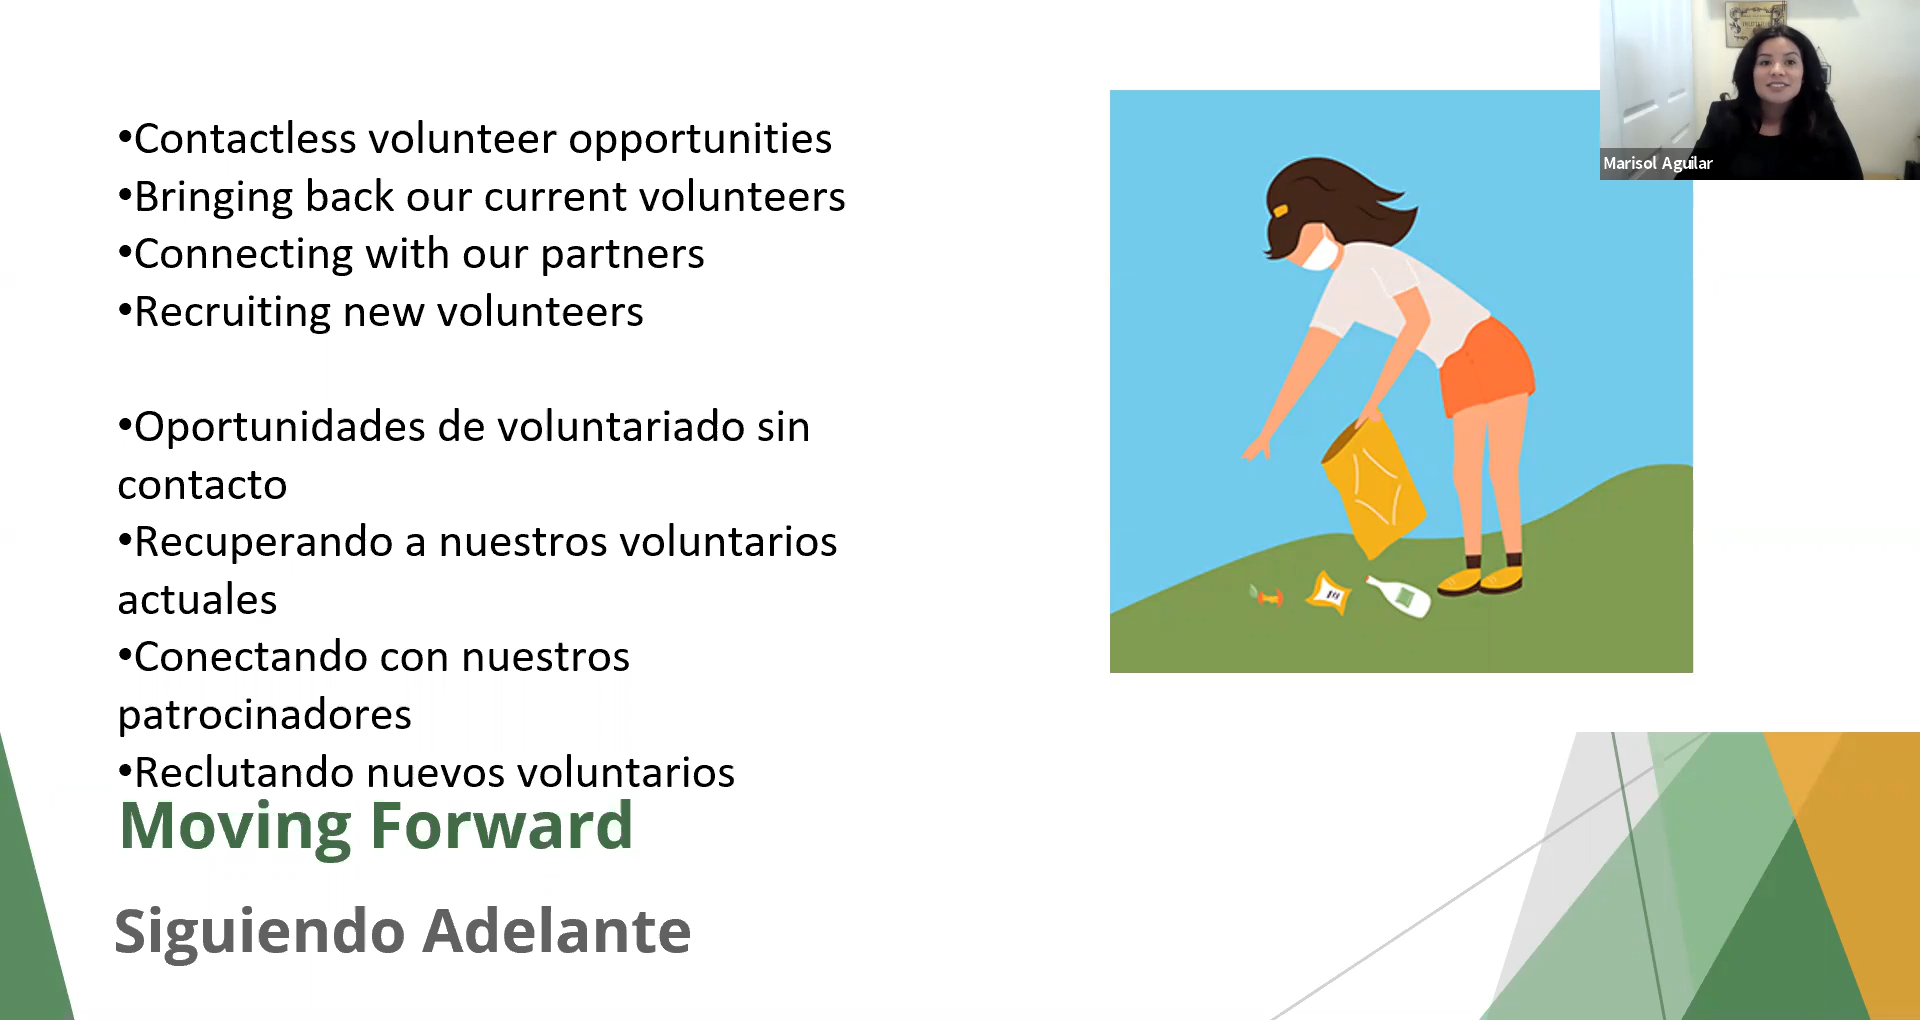 •Contactless volunteer opportunities
•Bringing back our current volunteers
•Connecting with our partners
•Recruiting new volunteers
•Oportunidades de voluntariado sin
contacto
•Recuperando a nuestros voluntarios
actuales
•Conectando con nuestros
patrocinadores
•Reclutando nuevos voluntarios
Moving Forward
Siguiendo Adelante
Marisol Aguilar